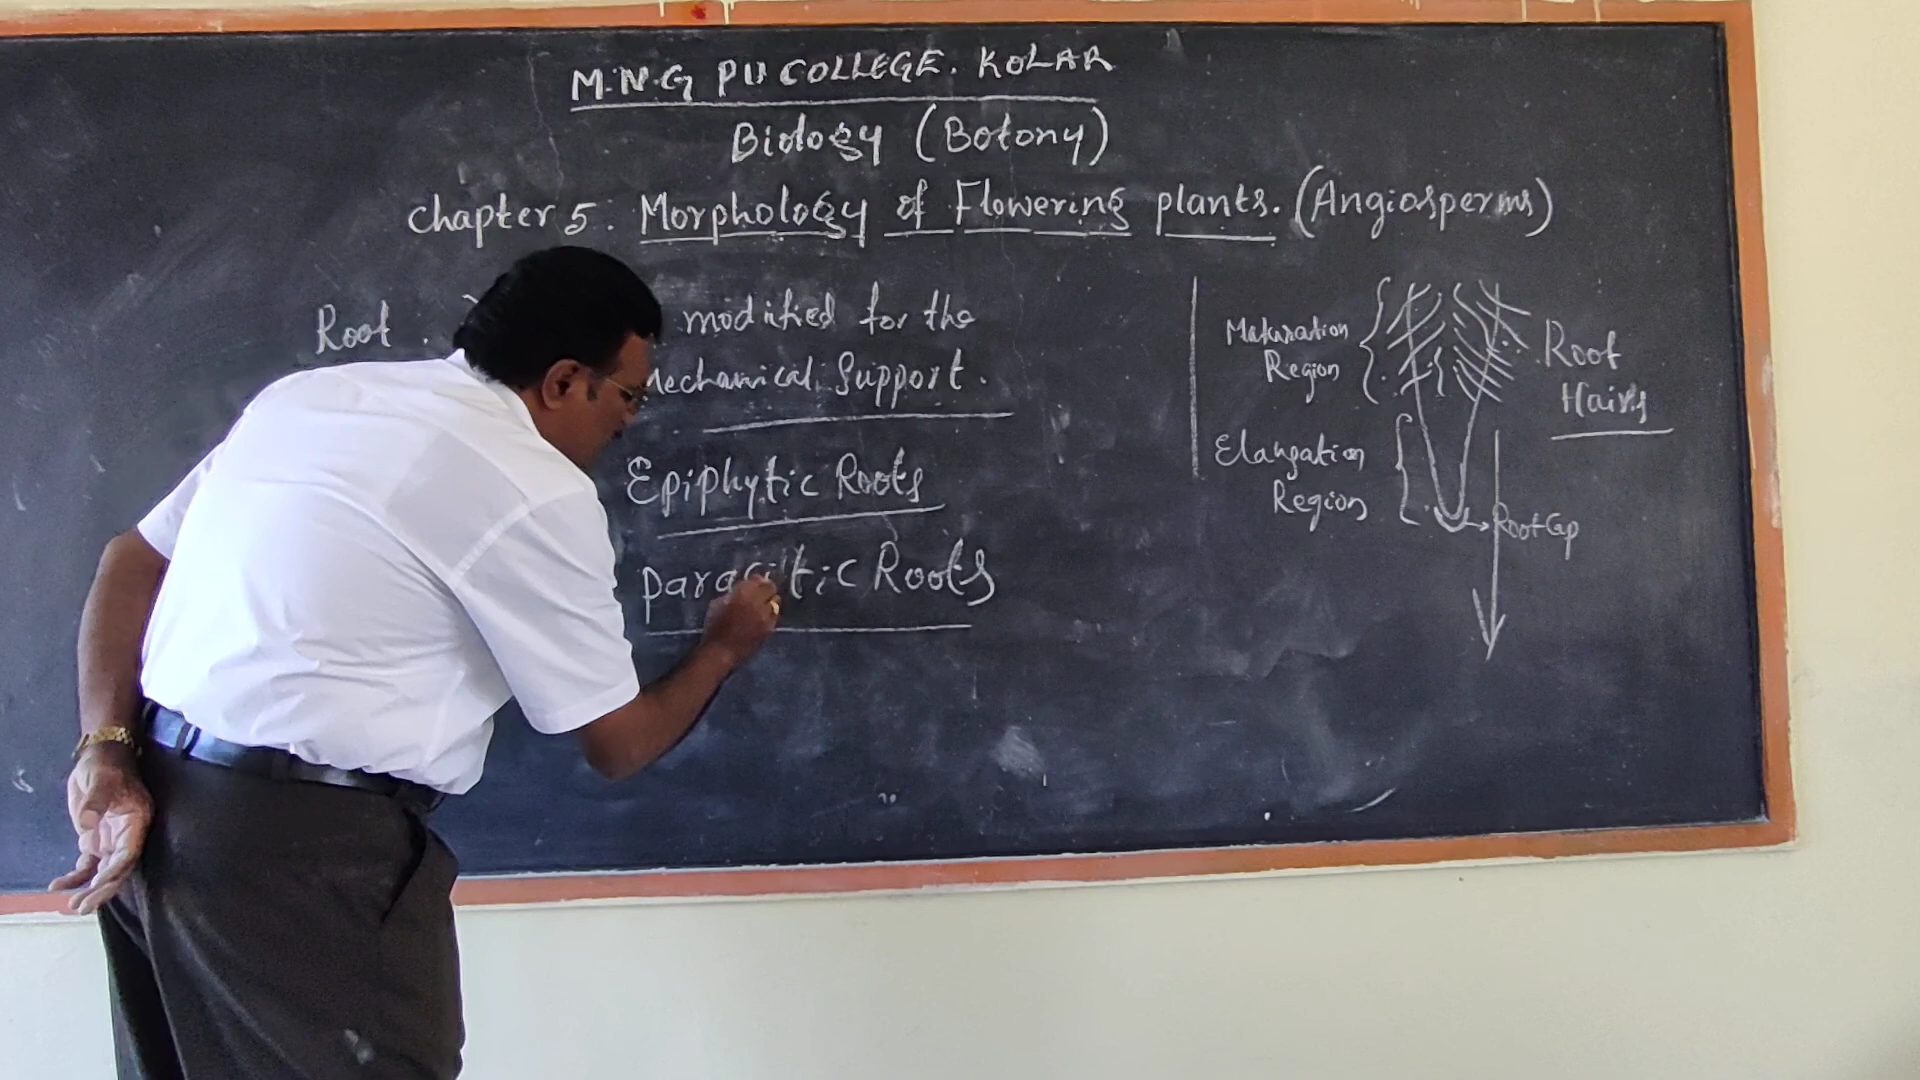 M.N.G PU COLLEGE. KOLAR
Biology (Botony)
Chapter 5. Morphology of Flowering plants. (Angiosperms)
Root . modified for the
Mechanical Support.
Epiphytic Roots
parasitic Roots
Maturation
Region
Root
Hairs
Elangation
Region
Root Cap